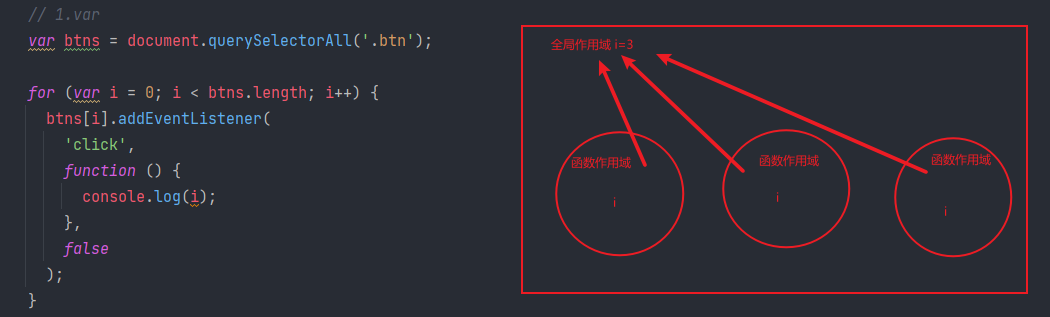 // 1.var
var btns = document.querySelectorAll('.btn');
for (var i = 0; i < btns.length; i++) {
btns[i].addEventListener(
'click',
function () {
console.log(i);
},
false
);
}
全局作用域 i=3
函数作用域
i
函数作用域
i
函数作用域
i